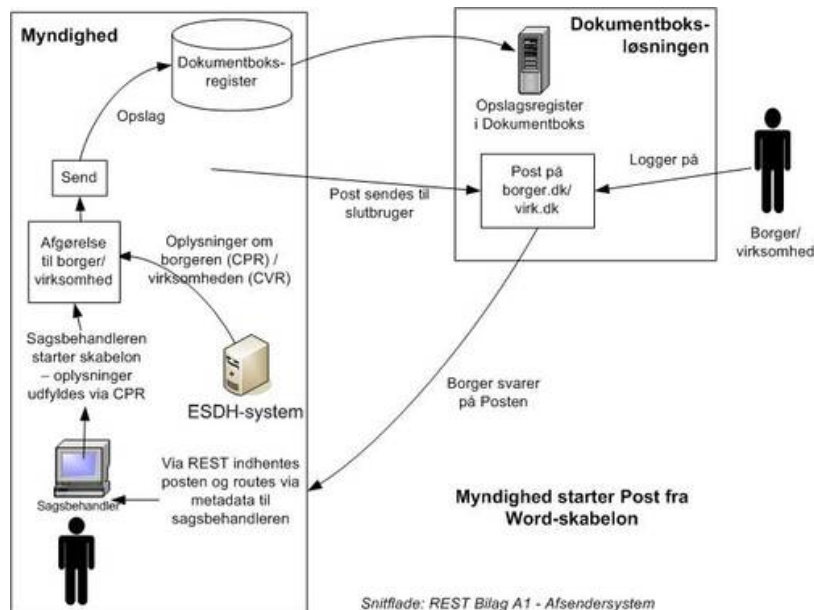 Myndighed
Dokumentboks-
register
Opslag
Send
Afgørelse
til borger/
virksomhed
Oplysninger om
borgeren (CPR) /
virksomheden (CVR)
Sagsbehandleren
starter skabelon
– oplysninger
udfyldes via CPR
ESDH-system
Sagsbehandler
Via REST indhentes
posten og routes via
metadata til
sagsbehandleren
Dokumentboks-
løsningen
Opslagsregister
i Dokumentboks
Post sendes til
slutbruger
Post på
borger.dk/
virk.dk
Logger på
Borger/
virksomhed
Borger svarer
på Posten
Myndighed starter Post fra
Word-skabelon
Snitflade: REST Bilag A1 - Afsendersystem